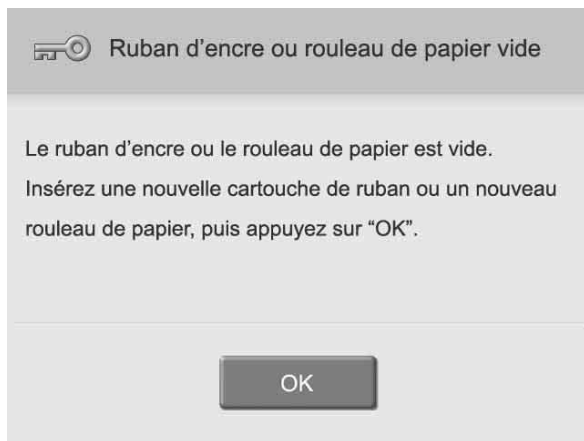 Ruban d’encre ou rouleau de papier vide
Le ruban d’encre ou le rouleau de papier est vide.
Insérez une nouvelle cartouche de ruban ou un nouveau
rouleau de papier, puis appuyez sur “OK”.
OK